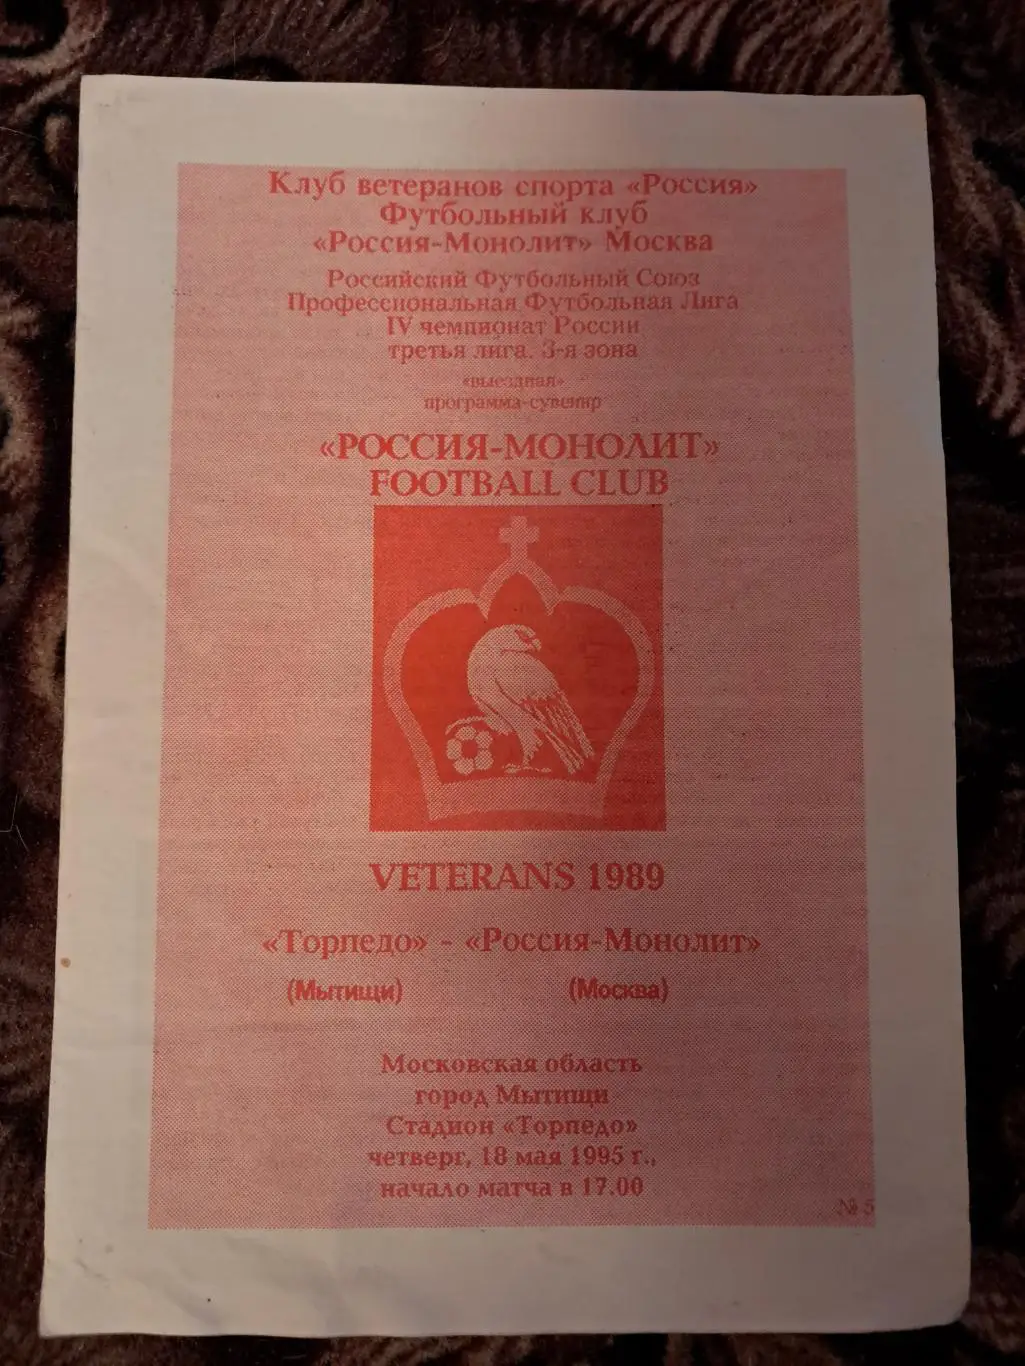 Клуб ветеранов спорта «Россия»
Футбольный клуб
«Россия-Монолит» Москва
Российский Футбольный Союз
Профессиональная Футбольная Лига
IV чемпионат России
третья лига. 3-я зона
«выездная»
программа-сувенир
«РОССИЯ-МОНОЛИТ»
FOOTBALL CLUB
VETERANS 1989
«Торпедо» - «Россия-Монолит»
(Мытищи) (Москва)
Московская область
город Мытищи
Стадион «Торпедо»
четверг, 18 мая 1995 г.,
начало матча в 17.00
№ 5